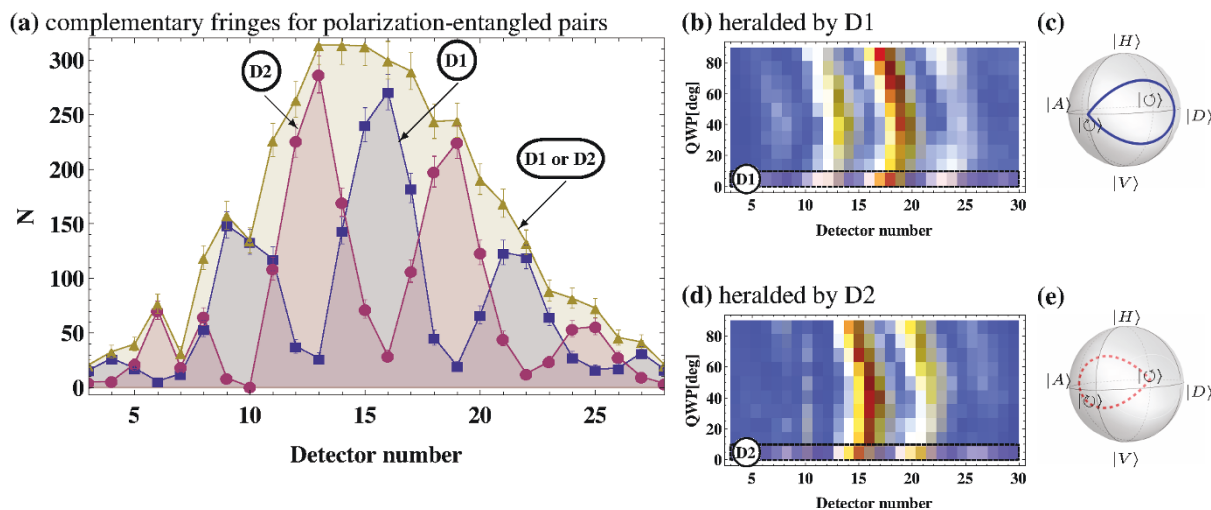 (a) complementary fringes for polarization-entangled pairs
300
250
200
150
100
50
0
N
D2
D1
D1 or D2
5 10 15 20 25
Detector number
(b) heralded by D1
80
60
40
20
0
QWP[deg]
D1
5 10 15 20 25 30
Detector number
(c)
|H⟩
|A⟩ |↺⟩ |D⟩
|↻⟩
|V⟩
(d) heralded by D2
80
60
40
20
0
QWP[deg]
D2
5 10 15 20 25 30
Detector number
(e)
|H⟩
|A⟩ |↺⟩ |D⟩
|↻⟩
|V⟩